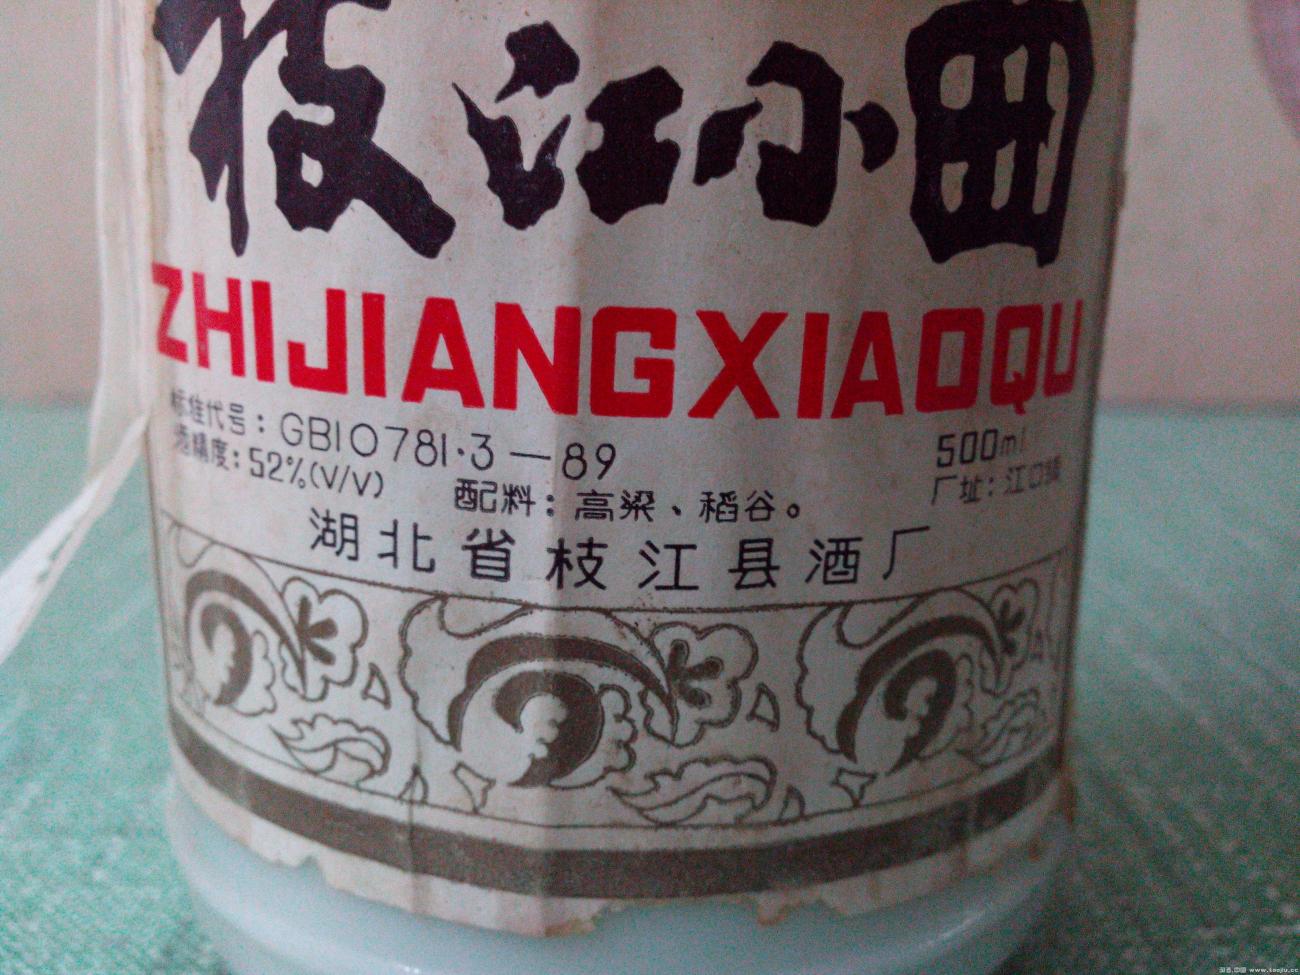 枝江小曲
ZHIJIANGXIAOQU
标准代号：GB10781·3—89
500ml
酒精度：52%(V/V)
配料：高粱、稻谷。
厂址：江口镇
湖北省枝江县酒厂